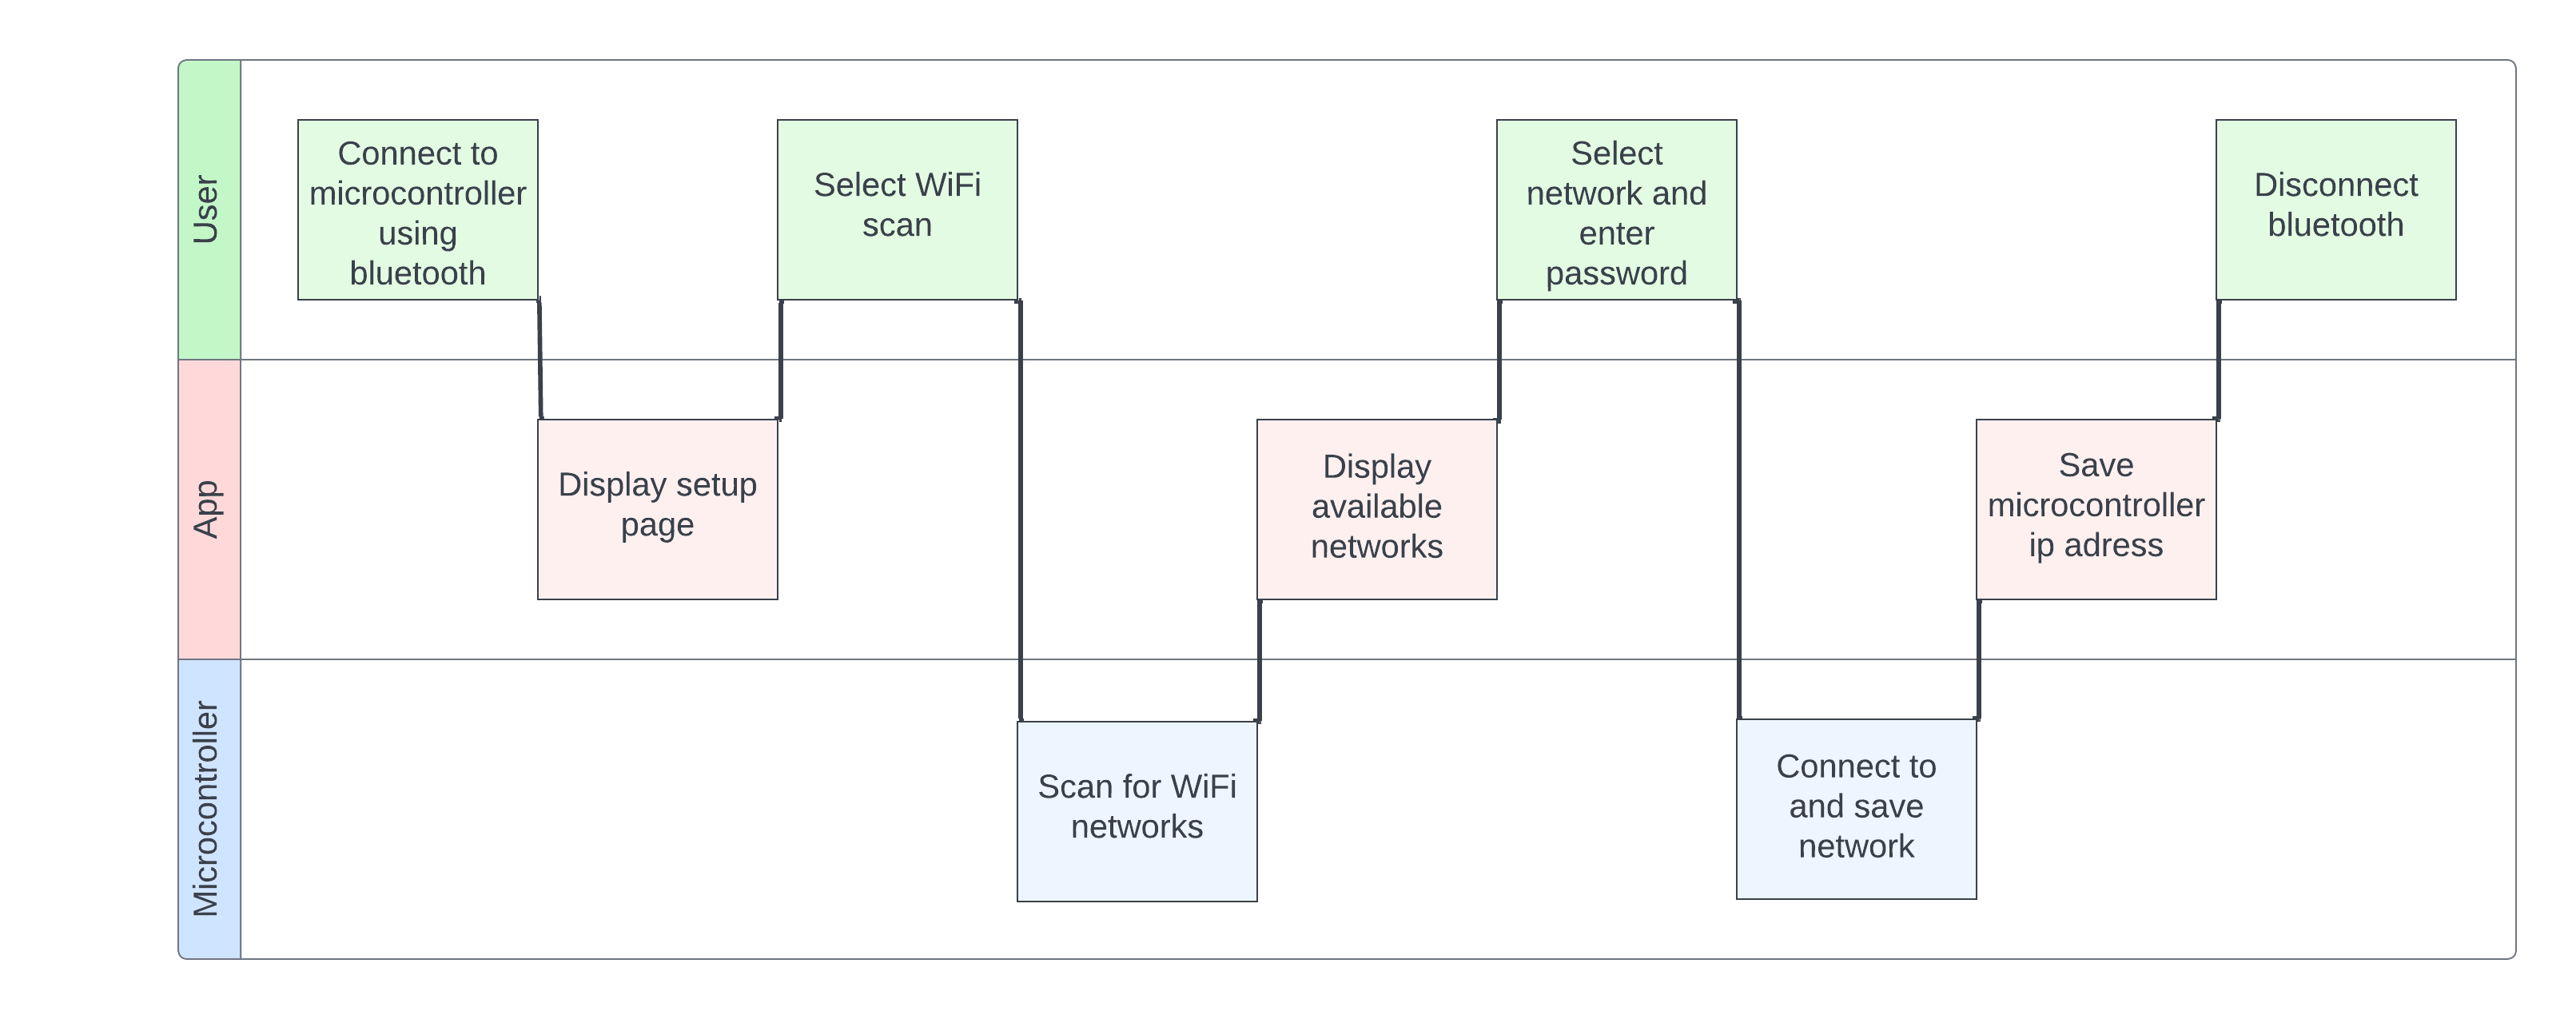 User
Connect to
microcontroller
using
bluetooth
Select WiFi
scan
Select
network and
enter
password
Disconnect
bluetooth
App
Display setup
page
Display
available
networks
Save
microcontroller
ip adress
Microcontroller
Scan for WiFi
networks
Connect to
and save
network